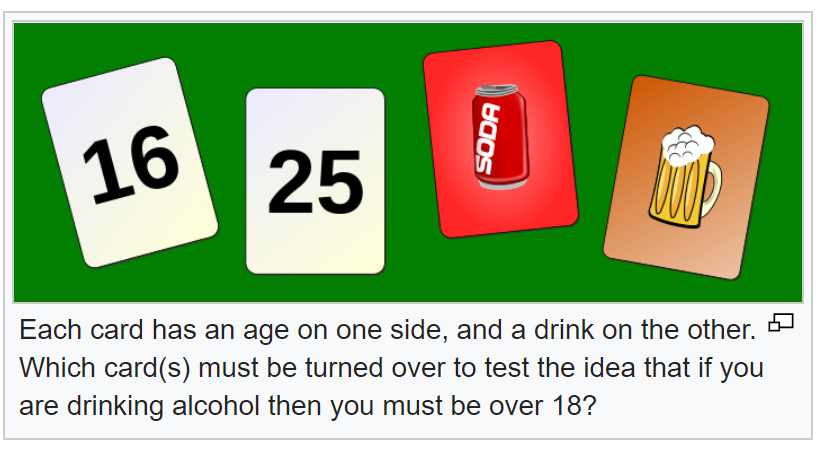 16
25
SODA
Each card has an age on one side, and a drink on the other.
Which card(s) must be turned over to test the idea that if you
are drinking alcohol then you must be over 18?